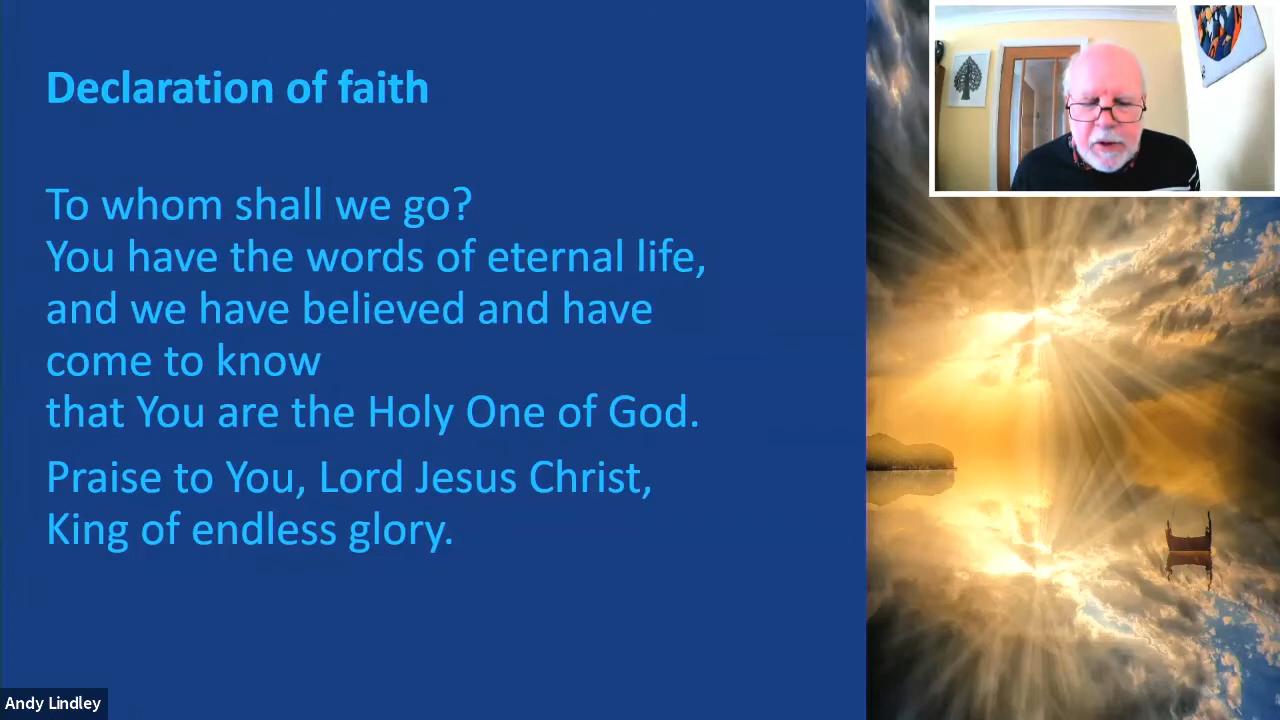 Declaration of faith
To whom shall we go?
You have the words of eternal life,
and we have believed and have
come to know
that You are the Holy One of God.
Praise to You, Lord Jesus Christ,
King of endless glory.
Andy Lindley